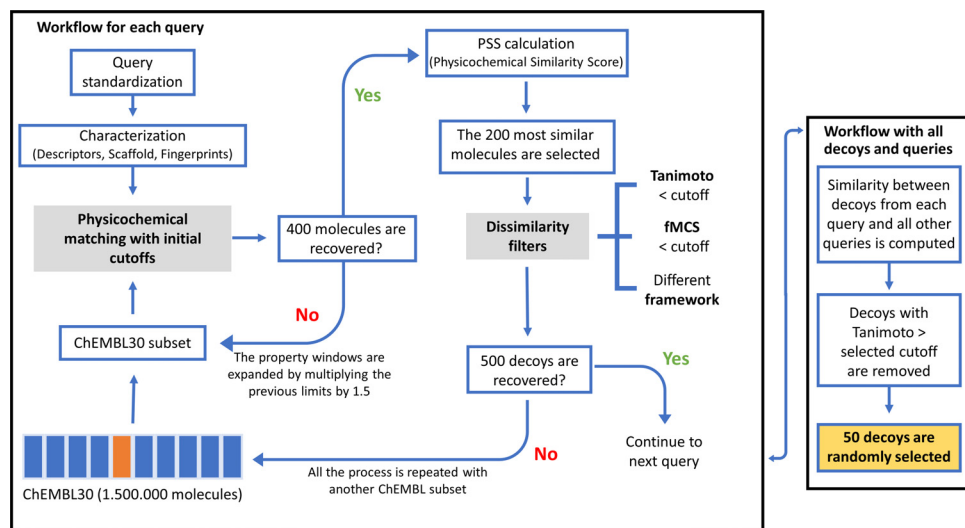 Workflow for each query
Query
standardization
Characterization
(Descriptors, Scaffold, Fingerprints)
Physicochemical
matching with initial
cutoffs
400 molecules are
recovered?
Yes
No
The property windows are
expanded by multiplying the
previous limits by 1.5
ChEMBL30 subset
ChEMBL30 (1.500.000 molecules)
PSS calculation
(Physicochemical Similarity Score)
The 200 most similar
molecules are selected
Dissimilarity
filters
Tanimoto
< cutoff
fMCS
< cutoff
Different
framework
500 decoys are
recovered?
Yes
Continue to
next query
No
All the process is repeated with
another ChEMBL subset
Workflow with all
decoys and queries
Similarity between
decoys from each
query and all other
queries is computed
Decoys with
Tanimoto >
selected cutoff
are removed
50 decoys are
randomly selected